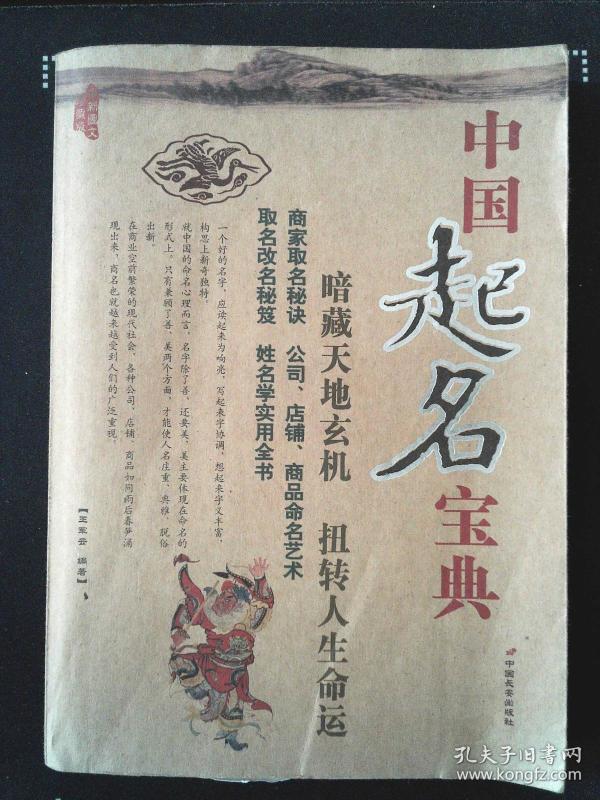 中国
起名
宝典
暗藏天地玄机 扭转人生命运
商家取名秘诀 公司、店铺、商品命名艺术
取名改名秘笈 姓名学实用全书
一个好的名字，应读起来为响亮，写起来字协调，想起来字义丰富，
构思上新奇独特。
就中国的命名心理而言，名字除了善，还要美，美主要体现在命名的
形式上。只有兼顾了善、美两个方面，才能使人名庄重、典雅、脱俗
出新。
在商业空前繁荣的现代社会，各种公司、店铺、商品如同雨后春笋涌
现出来，商名也就越来越受到人们的广泛重视。
【王军云 编著】
中国长安出版社
孔夫子旧书网
www.kongfz.com